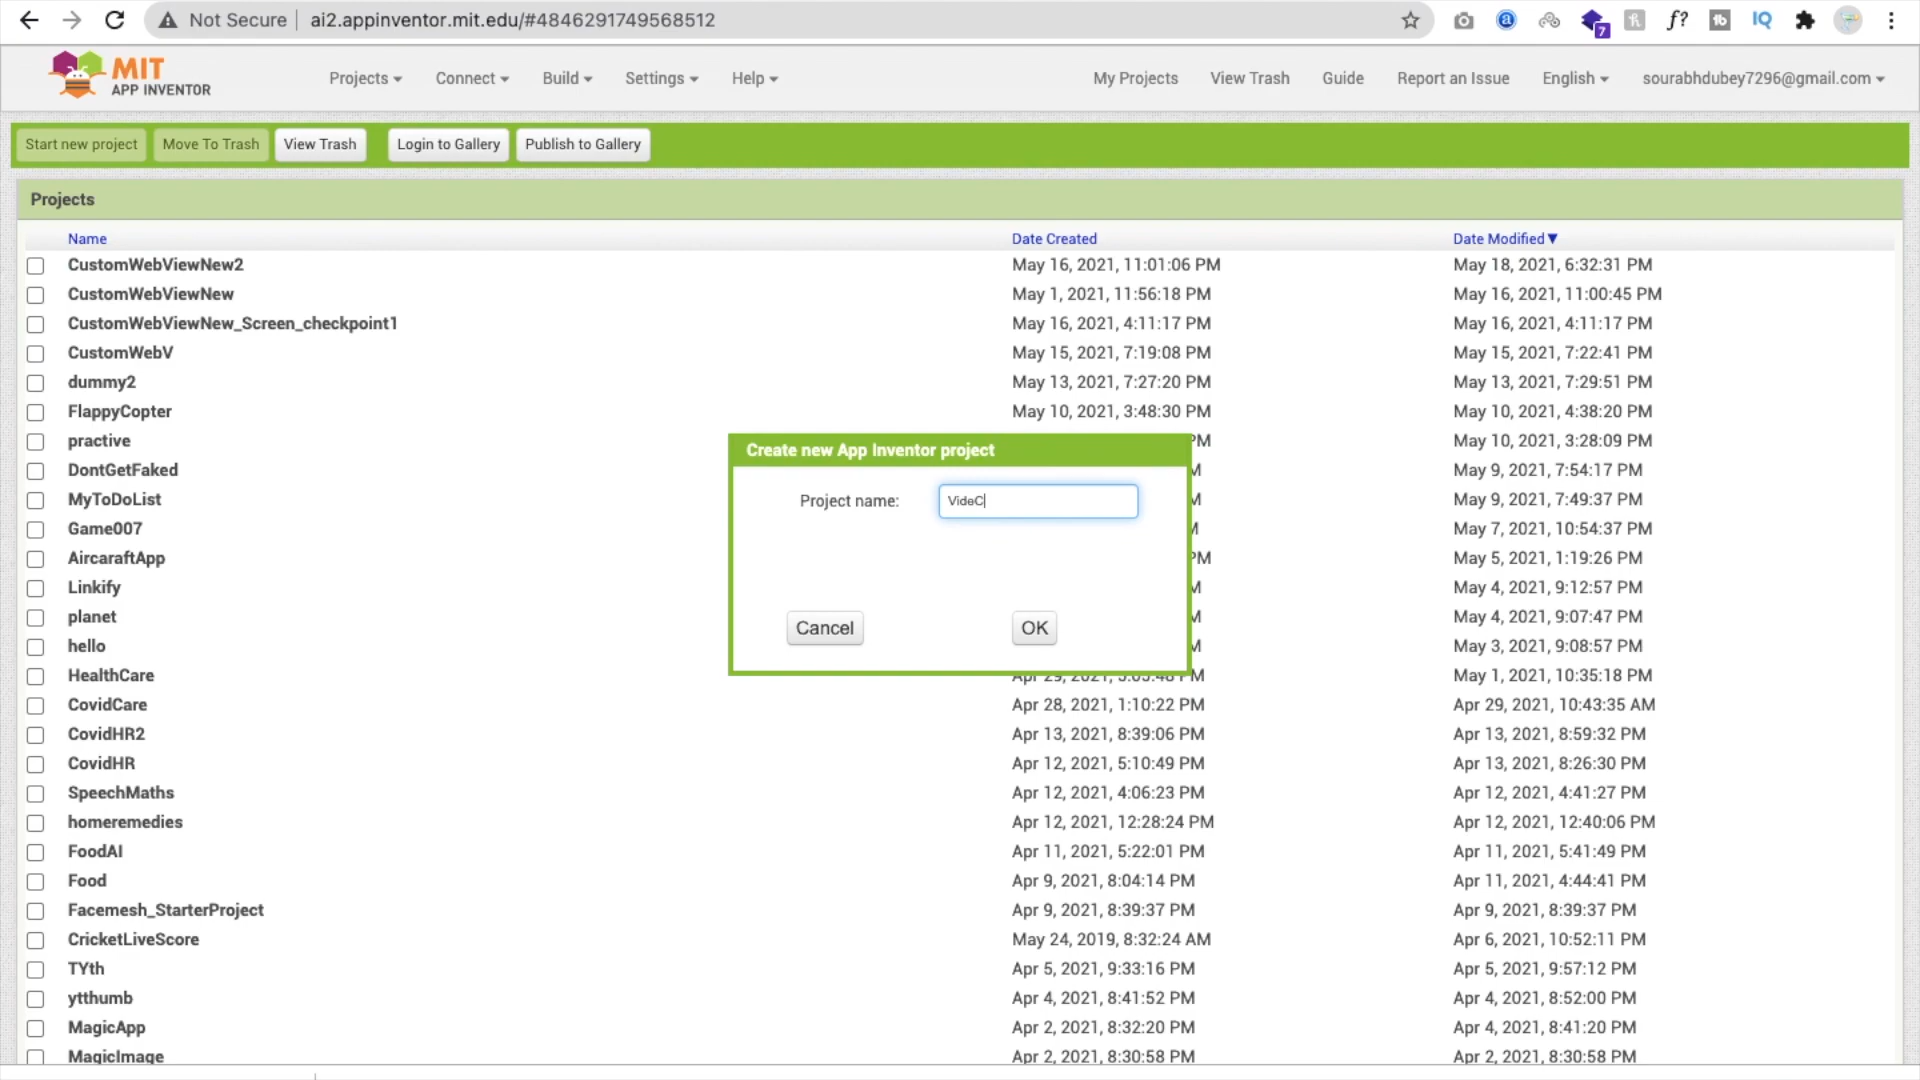 Not Secure ai2.appinventor.mit.edu/#4846291749568512
7
MIT
APP INVENTOR
Projects Connect Build Settings Help My Projects View Trash Guide Report an Issue English sourabhdubey7296@gmail.com
Start new project Move To Trash View Trash Login to Gallery Publish to Gallery
Projects
Name Date Created Date Modified
CustomWebViewNew2 May 16, 2021, 11:01:06 PM May 18, 2021, 6:32:31 PM
CustomWebViewNew May 1, 2021, 11:56:18 PM May 16, 2021, 11:00:45 PM
CustomWebViewNew_Screen_checkpoint1 May 16, 2021, 4:11:17 PM May 16, 2021, 4:11:17 PM
CustomWebV May 15, 2021, 7:19:08 PM May 15, 2021, 7:22:41 PM
dummy2 May 13, 2021, 7:27:20 PM May 13, 2021, 7:29:51 PM
FlappyCopter May 10, 2021, 3:48:30 PM May 10, 2021, 4:38:20 PM
practive May 10, 2021, 3:28:09 PM
DontGetFaked May 9, 2021, 7:54:17 PM
MyToDoList May 9, 2021, 7:49:37 PM
Game007 May 7, 2021, 10:54:37 PM
AircaraftApp May 5, 2021, 1:19:26 PM
Linkify May 4, 2021, 9:12:57 PM
planet May 4, 2021, 9:07:47 PM
hello May 3, 2021, 9:08:57 PM
HealthCare Apr 29, 2021, 5:05:48 PM May 1, 2021, 10:35:18 PM
CovidCare Apr 28, 2021, 1:10:22 PM Apr 29, 2021, 10:43:35 AM
CovidHR2 Apr 13, 2021, 8:39:06 PM Apr 13, 2021, 8:59:32 PM
CovidHR Apr 12, 2021, 5:10:49 PM Apr 13, 2021, 8:26:30 PM
SpeechMaths Apr 12, 2021, 4:06:23 PM Apr 12, 2021, 4:41:27 PM
homeremedies Apr 12, 2021, 12:28:24 PM Apr 12, 2021, 12:40:06 PM
FoodAI Apr 11, 2021, 5:22:01 PM Apr 11, 2021, 5:41:49 PM
Food Apr 9, 2021, 8:04:14 PM Apr 11, 2021, 4:44:41 PM
Facemesh_StarterProject Apr 9, 2021, 8:39:37 PM Apr 9, 2021, 8:39:37 PM
CricketLiveScore May 24, 2019, 8:32:24 AM Apr 6, 2021, 10:52:11 PM
TYth Apr 5, 2021, 9:33:16 PM Apr 5, 2021, 9:57:12 PM
ytthumb Apr 4, 2021, 8:41:52 PM Apr 4, 2021, 8:52:00 PM
MagicApp Apr 2, 2021, 8:32:20 PM Apr 4, 2021, 8:41:20 PM
MagicImage Apr 2, 2021, 8:30:58 PM Apr 2, 2021, 8:30:58 PM
Create new App Inventor project
Project name: VideC
Cancel OK